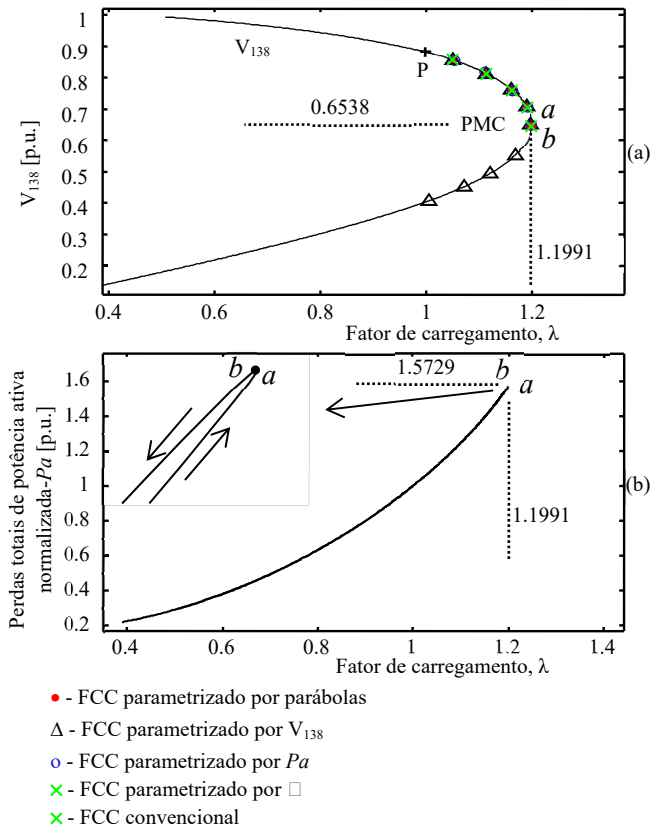 1
0.9
0.8
0.7
0.6
0.5
0.4
0.3
0.2
V138 [p.u.]
V138
P
0.6538
PMC
a
b
(a)
1.1991
0.4
0.6
0.8
1
1.2
Fator de carregamento, λ
1.6
1.4
1.2
1
0.8
0.6
0.4
0.2
Perdas totais de potência ativa
normalizada-Pa [p.u.]
b
a
1.5729
b
a
(b)
1.1991
0.4
0.6
0.8
1
1.2
1.4
Fator de carregamento, λ
- FCC parametrizado por parábolas
- FCC parametrizado por V138
- FCC parametrizado por Pa
- FCC parametrizado por □
- FCC convencional